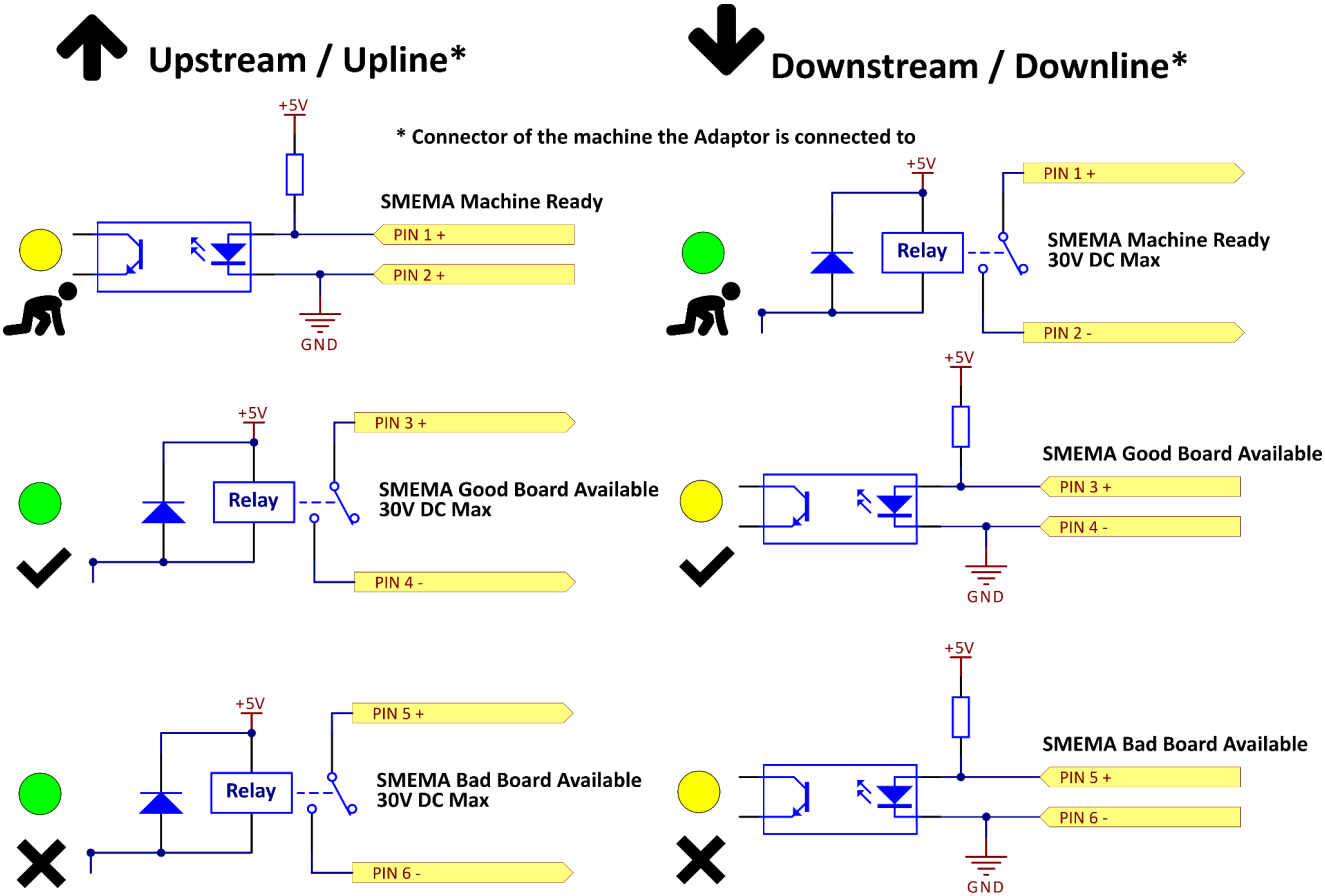 Upstream / Upline*
Downstream / Downline*
* Connector of the machine the Adaptor is connected to
+5V
SMEMA Machine Ready
PIN 1 +
PIN 2 +
GND
+5V
PIN 1 +
Relay
SMEMA Machine Ready
30V DC Max
PIN 2 -
+5V
PIN 3 +
Relay
SMEMA Good Board Available
30V DC Max
PIN 4 -
+5V
SMEMA Good Board Available
PIN 3 +
PIN 4 -
GND
+5V
PIN 5 +
Relay
SMEMA Bad Board Available
30V DC Max
PIN 6 -
+5V
SMEMA Bad Board Available
PIN 5 +
PIN 6 -
GND